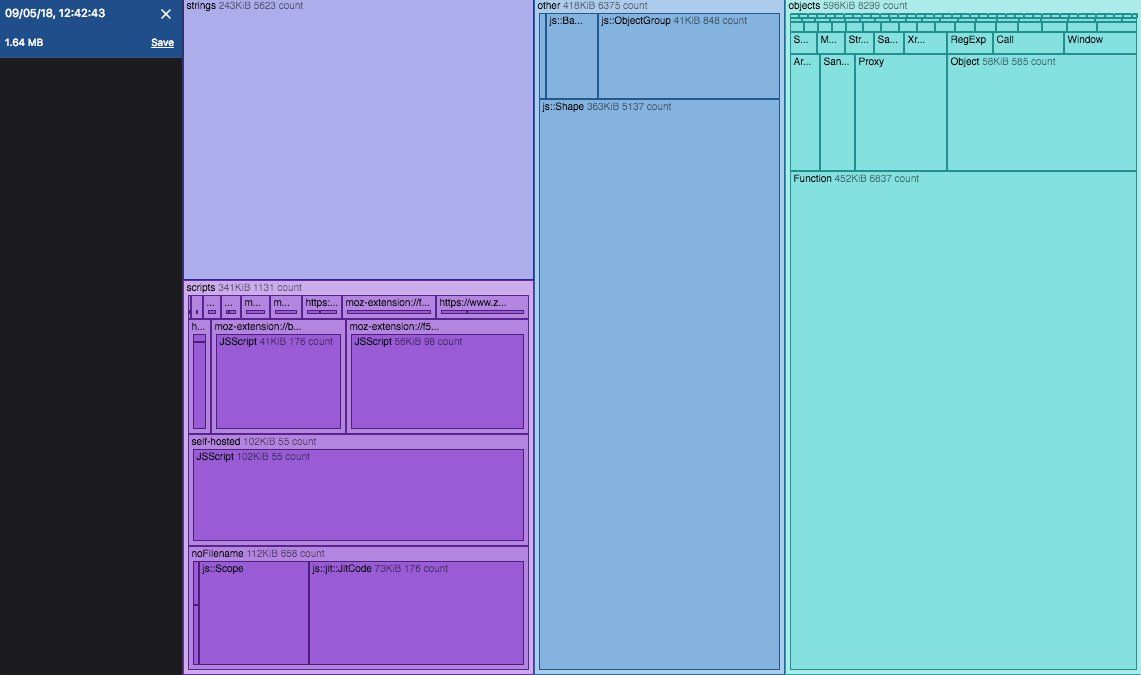 09/05/18, 12:42:43
1.64 MB Save
strings 243KiB 5623 count
scripts 341KiB 1131 count
... ... m... m... https:... moz-extension://f... https://www.z...
h... moz-extension://b... moz-extension://f5...
JSScript 41KiB 176 count JSScript 56KiB 98 count
self-hosted 102KiB 55 count
JSScript 102KiB 55 count
noFilename 112KiB 658 count
js::Scope js::jit::JitCode 73KiB 176 count
other 418KiB 6375 count
js::Ba... js::ObjectGroup 41KiB 848 count
js::Shape 363KiB 5137 count
objects 596KiB 8299 count
S... M... Str... Sa... Xr... RegExp Call Window
Ar... San... Proxy Object 58KiB 585 count
Function 452KiB 6837 count